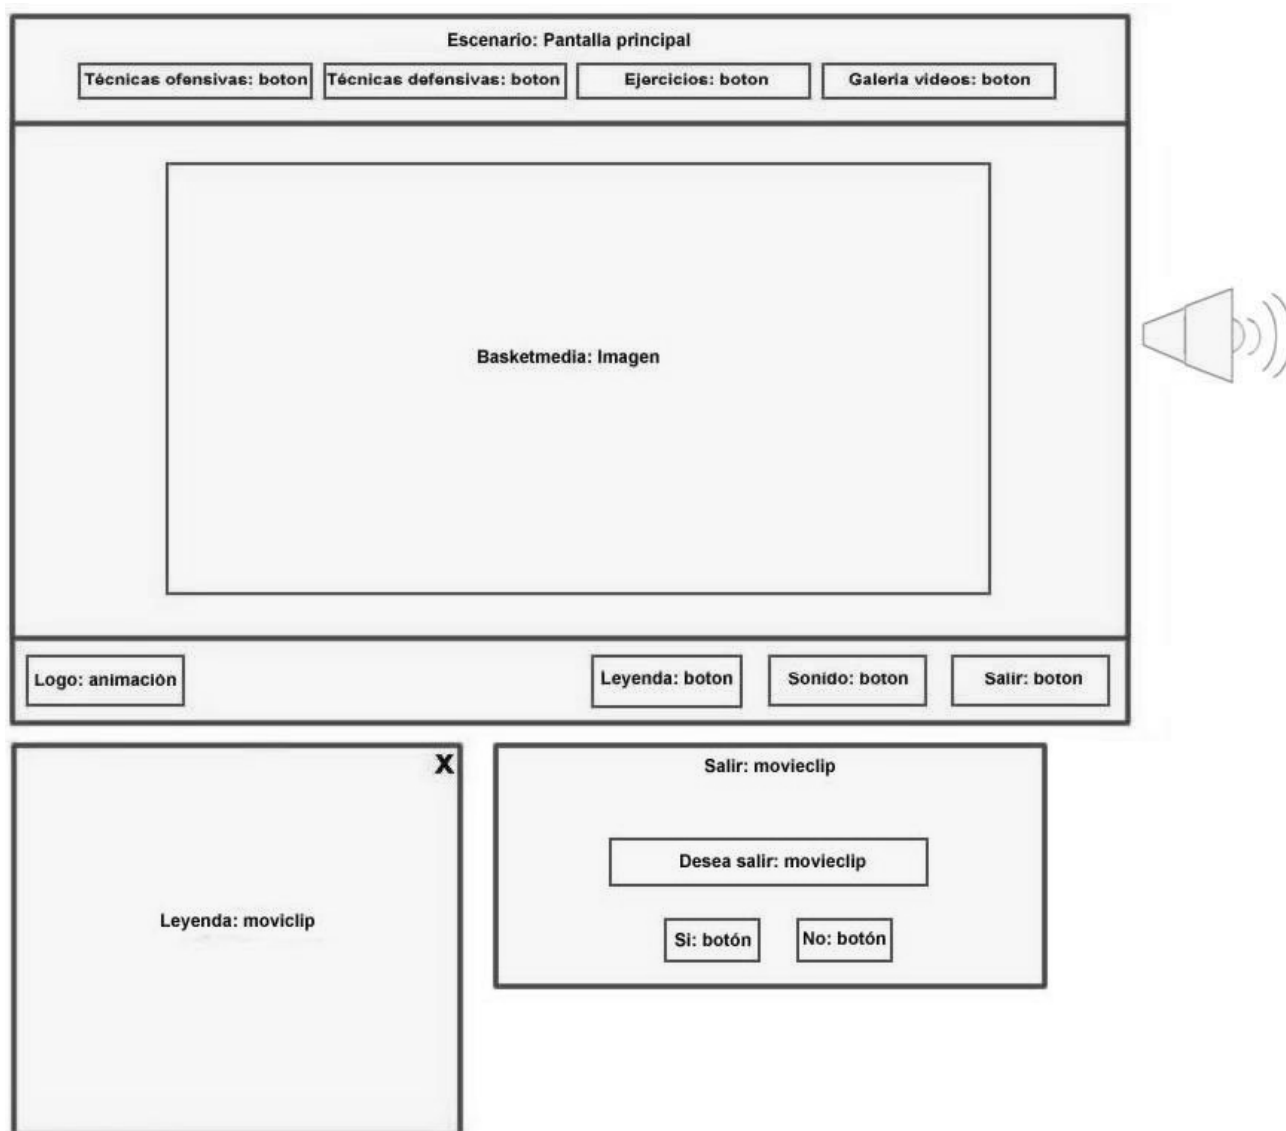 Escenario: Pantalla principal
Técnicas ofensivas: boton
Técnicas defensivas: boton
Ejercicios: boton
Galeria videos: boton
Basketmedia: Imagen
Logo: animación
Leyenda: boton
Sonido: boton
Salir: boton
X
Leyenda: moviclip
Salir: movieclip
Desea salir: movieclip
Si: botón
No: botón